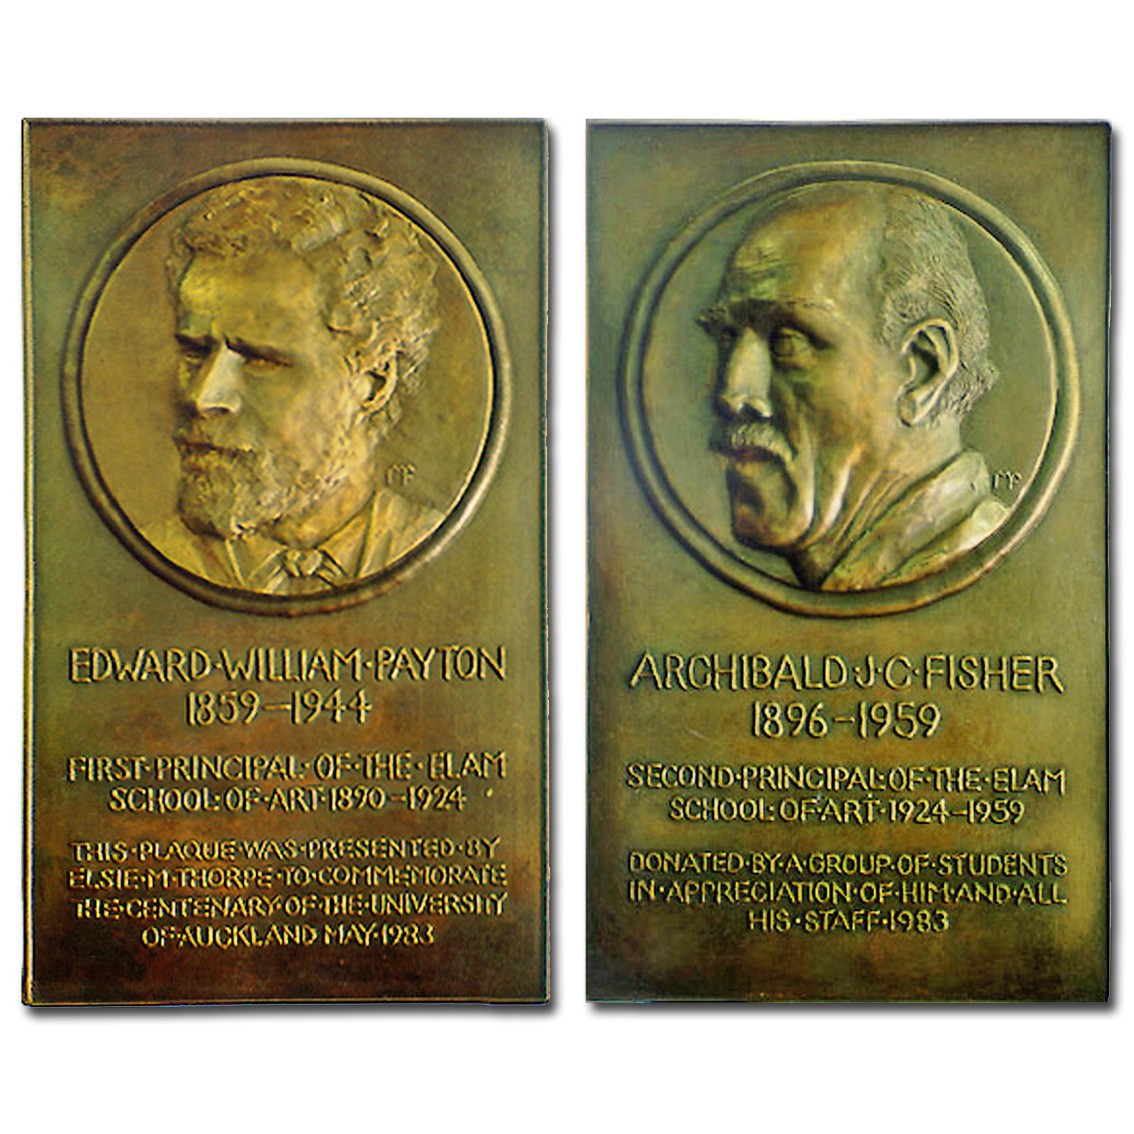 EDWARD·WILLIAM·PAYTON
1859–1944
FIRST·PRINCIPAL·OF·THE·ELAM
SCHOOL·OF·ART·1890–1924
THIS·PLAQUE·WAS·PRESENTED·BY
ELSIE·M·THORPE·TO·COMMEMORATE
THE·CENTENARY·OF·THE·UNIVERSITY
OF·AUCKLAND MAY·1983
ARCHIBALD·J·C·FISHER
1896–1959
SECOND·PRINCIPAL·OF·THE·ELAM
SCHOOL·OF·ART·1924–1959
DONATED·BY·A·GROUP·OF·STUDENTS
IN·APPRECIATION·OF·HIM·AND·ALL
HIS·STAFF·1983